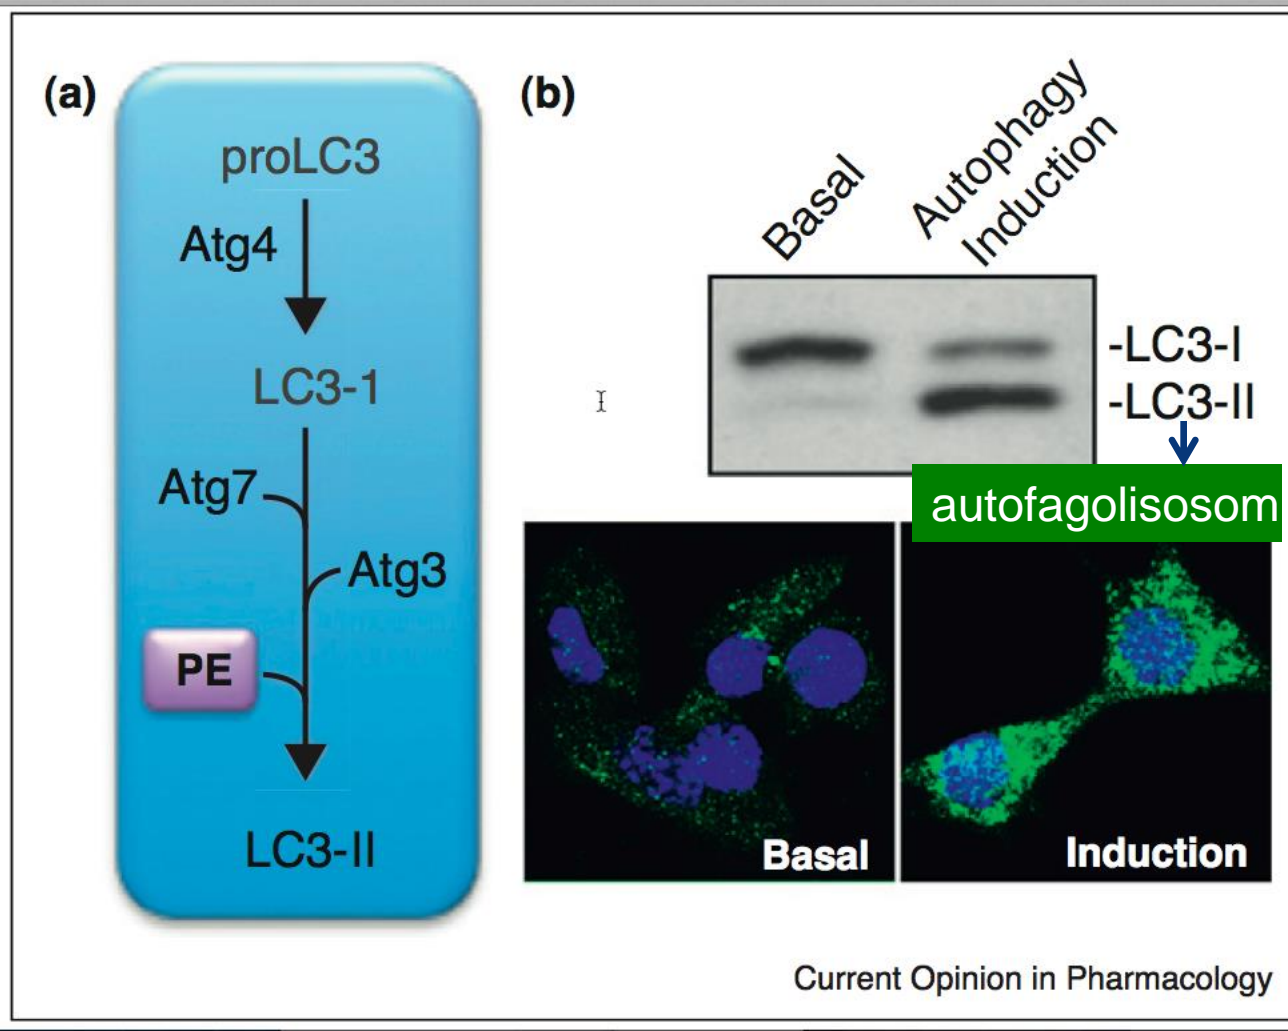 (a)
proLC3
Atg4
LC3-1
Atg7
Atg3
PE
LC3-II
(b)
Basal
Autophagy
Induction
-LC3-I
-LC3-II
autofagolisosom
Basal
Induction
Current Opinion in Pharmacology